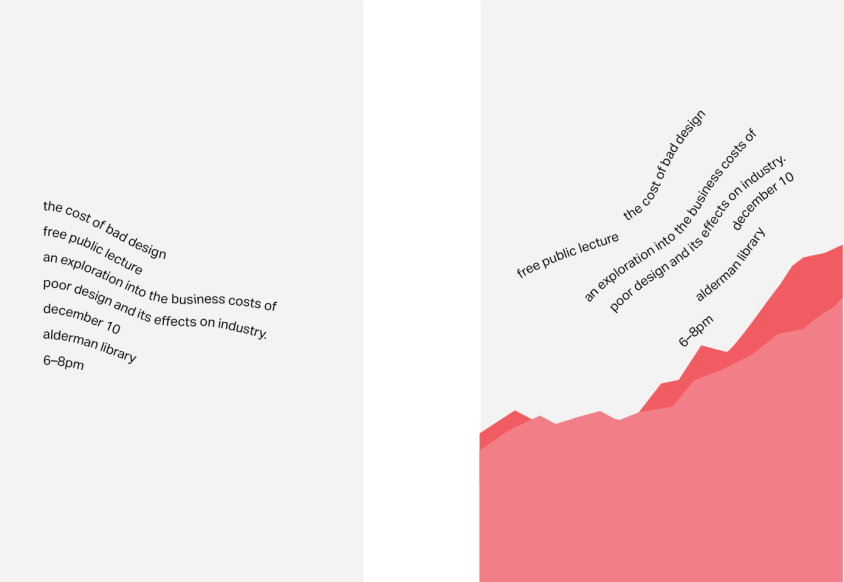 the cost of bad design
free public lecture
an exploration into the business costs of
poor design and its effects on industry.
december 10
alderman library
6–8pm
the cost of bad design
free public lecture
an exploration into the business costs of
poor design and its effects on industry.
december 10
alderman library
6–8pm